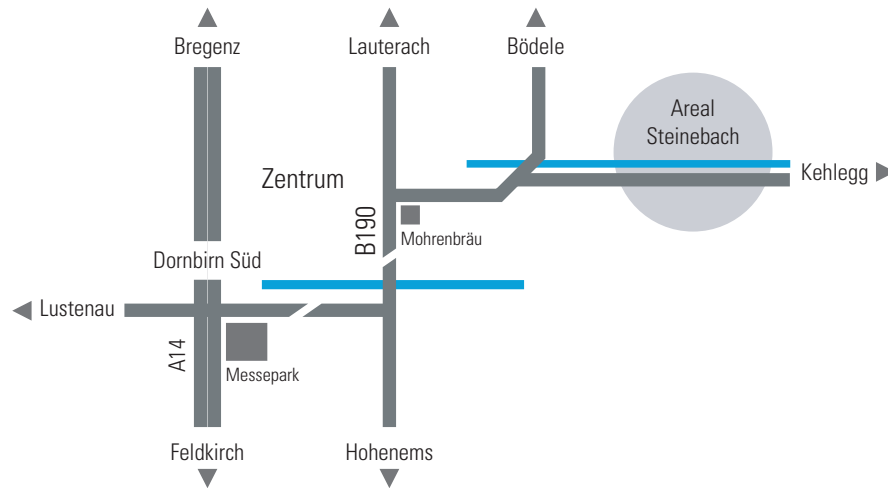 Bregenz
Lauterach
Bödele
Areal
Steinebach
Kehlegg
Zentrum
B190
Mohrenbräu
Dornbirn Süd
Lustenau
A14
Messepark
Feldkirch
Hohenems